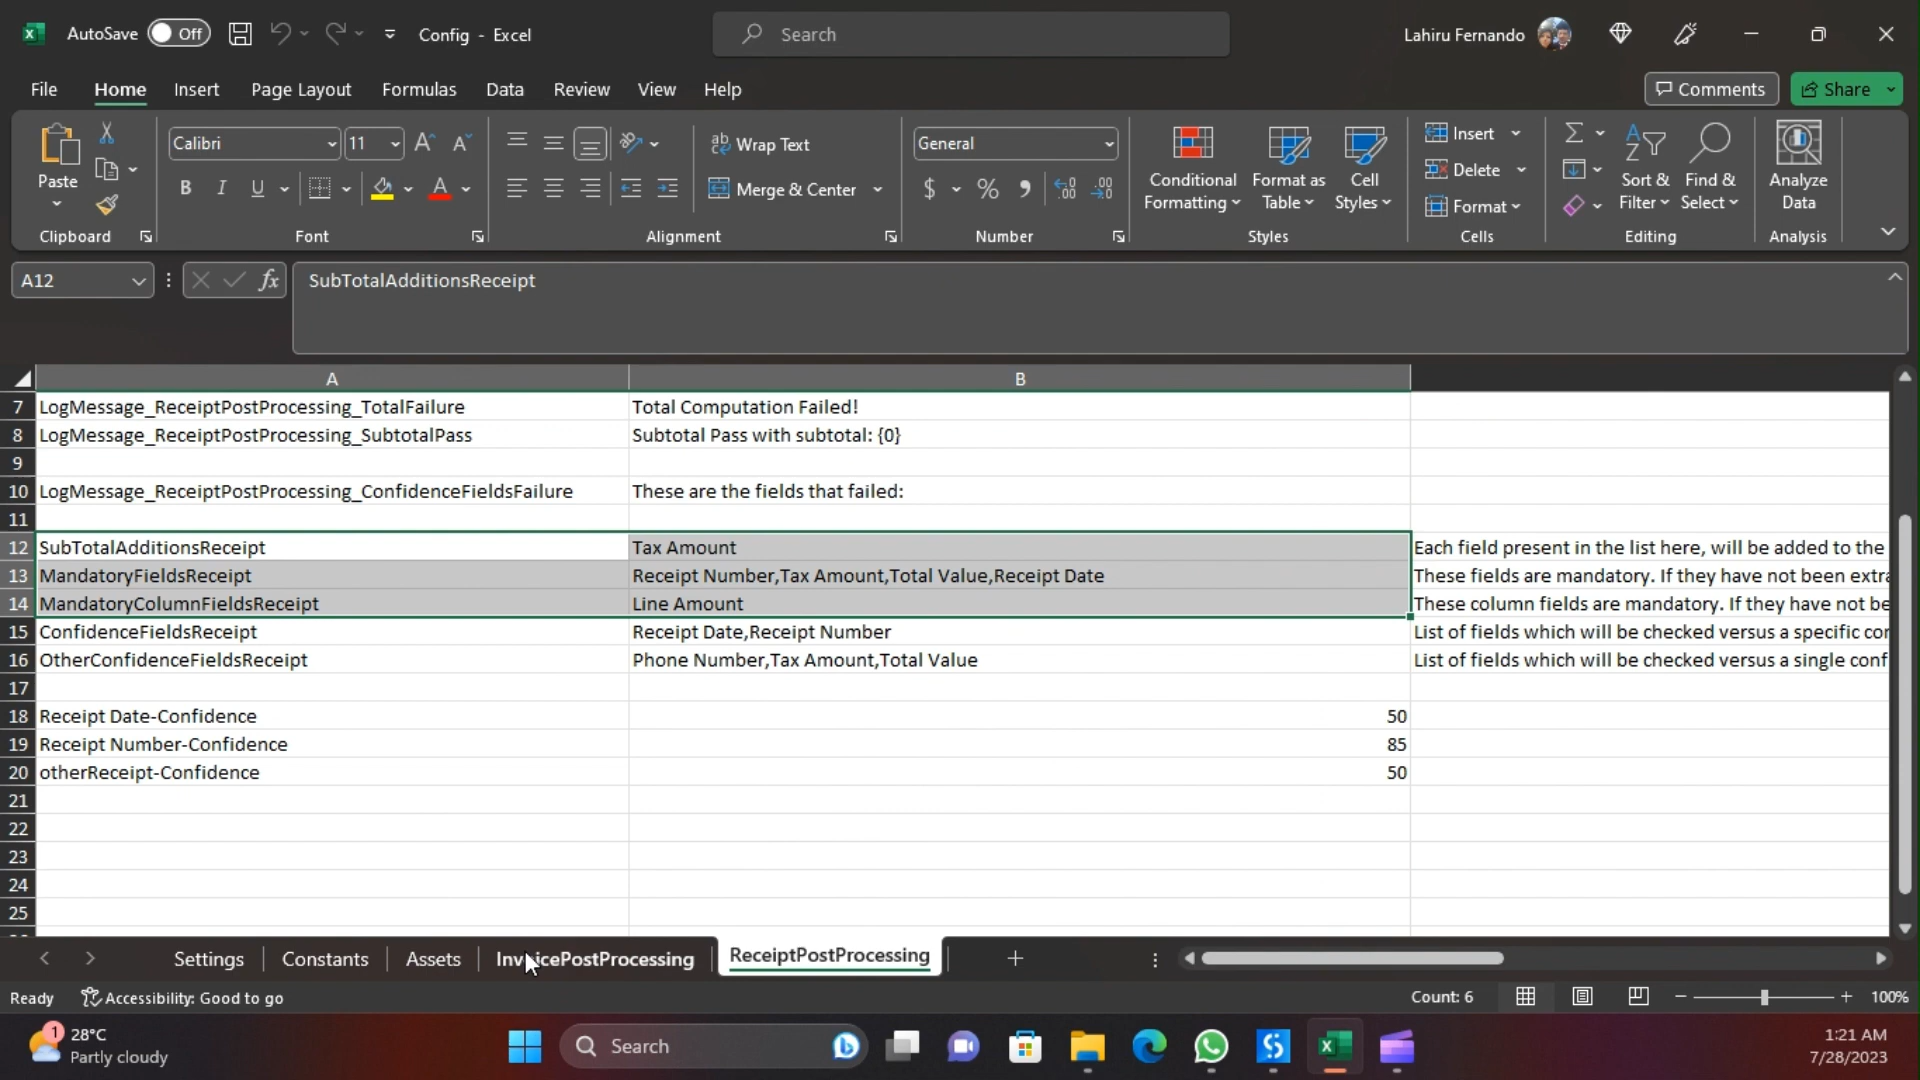 AutoSave Off Config - Excel Search Lahiru Fernando
File Home Insert Page Layout Formulas Data Review View Help Comments Share
Paste Calibri 11 Wrap Text General Conditional Formatting Format as Table Cell Styles Insert Sort & Filter Find & Select Analyze Data
B I U Merge & Center $ % Delete
Format
Clipboard Font Alignment Number Styles Cells Editing Analysis
A12 fx SubTotalAdditionsReceipt
A B
7 LogMessage_ReceiptPostProcessing_TotalFailure Total Computation Failed!
8 LogMessage_ReceiptPostProcessing_SubtotalPass Subtotal Pass with subtotal: {0}
9
10 LogMessage_ReceiptPostProcessing_ConfidenceFieldsFailure These are the fields that failed:
11
12 SubTotalAdditionsReceipt Tax Amount Each field present in the list here, will be added to the
13 MandatoryFieldsReceipt Receipt Number,Tax Amount,Total Value,Receipt Date These fields are mandatory. If they have not been extra
14 MandatoryColumnFieldsReceipt Line Amount These column fields are mandatory. If they have not be
15 ConfidenceFieldsReceipt Receipt Date,Receipt Number List of fields which will be checked versus a specific cor
16 OtherConfidenceFieldsReceipt Phone Number,Tax Amount,Total Value List of fields which will be checked versus a single conf
17
18 Receipt Date-Confidence 50
19 Receipt Number-Confidence 85
20 otherReceipt-Confidence 50
21
22
23
24
25
Settings Constants Assets InvoicePostProcessing ReceiptPostProcessing
Ready Accessibility: Good to go Count: 6 100%
1 28°C Partly cloudy Search 1:21 AM
7/28/2023